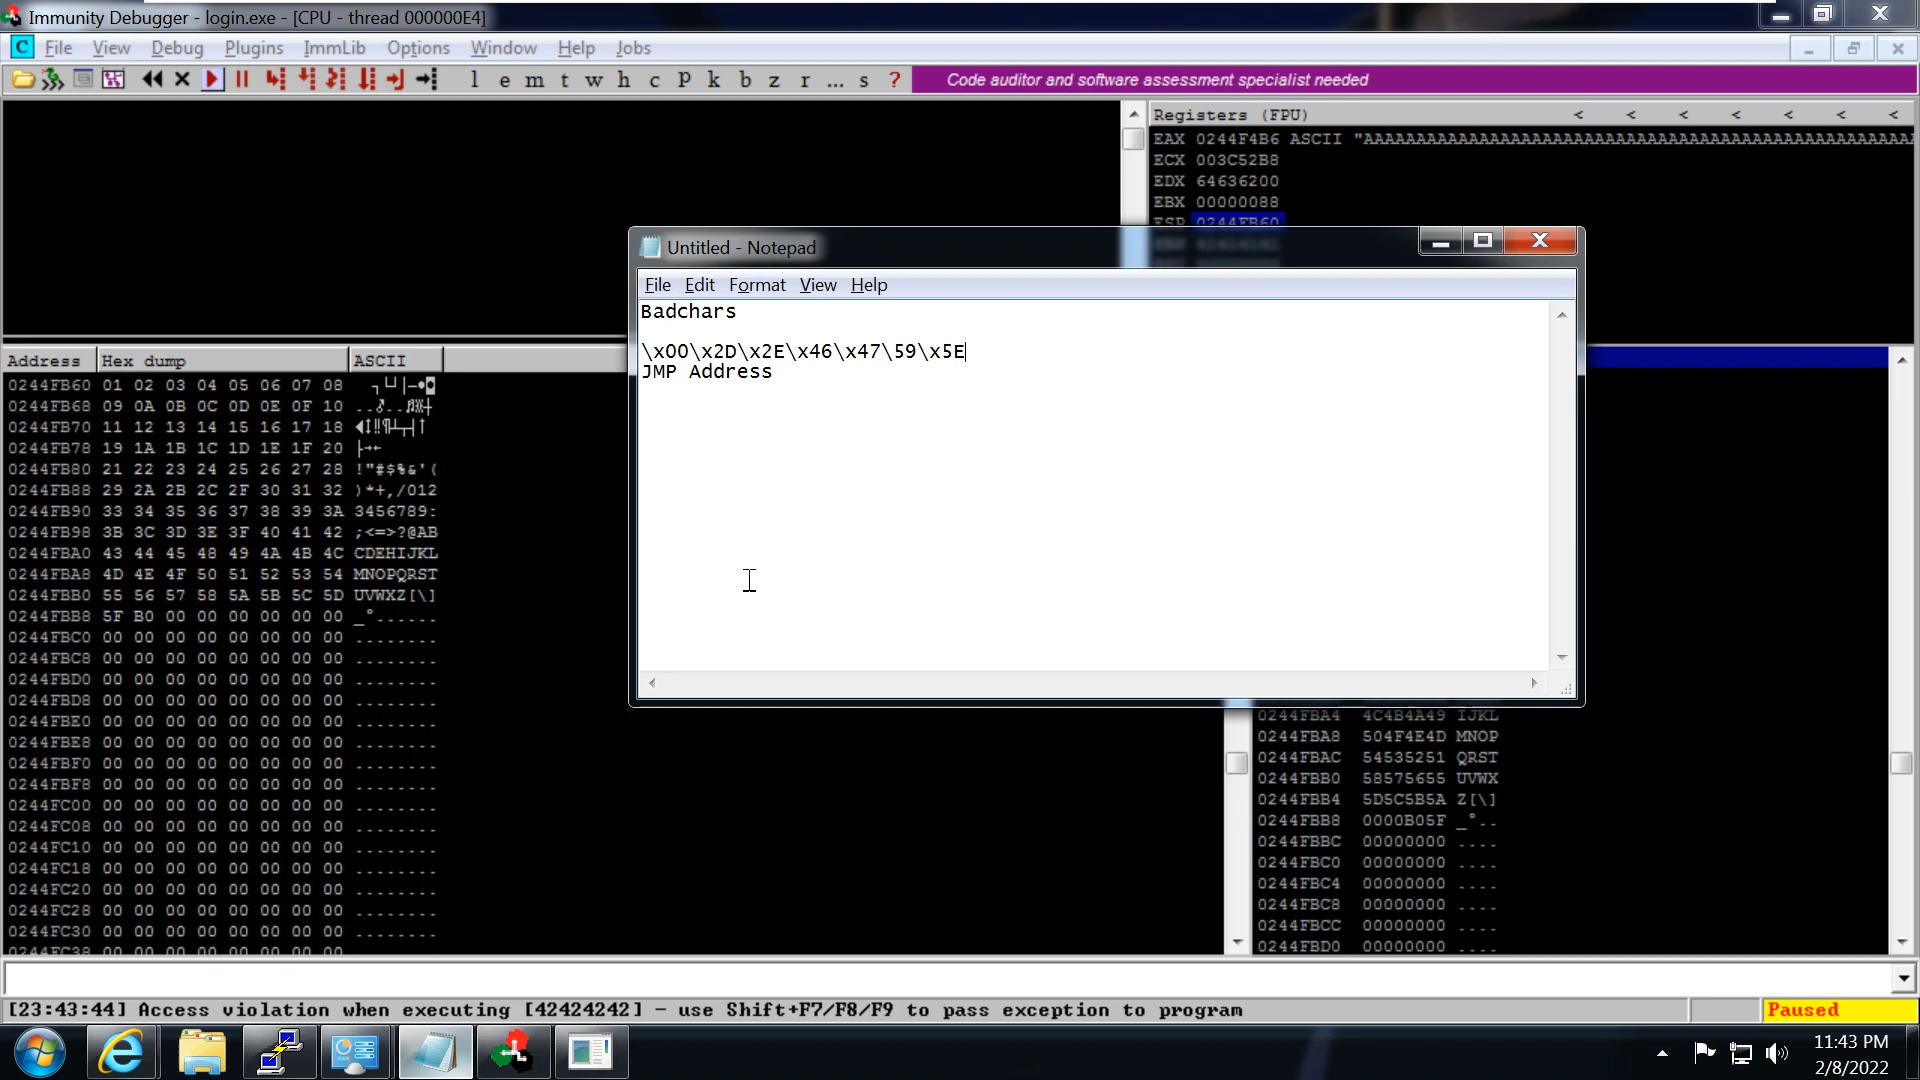 Immunity Debugger - login.exe - [CPU - thread 000000E4]
C File View Debug Plugins ImmLib Options Window Help Jobs
l e m t w h c P k b z r ... s ? Code auditor and software assessment specialist needed
Registers (FPU) < < < < < < <
EAX 0244F4B6 ASCII "AAAAAAAAAAAAAAAAAAAAAAAAAAAAAAAAAAAAAAAAAAAAAAAAAAAA
ECX 003C52B8
EDX 64636200
EBX 00000088
ESP 0244FB60
Untitled - Notepad
File Edit Format View Help
Badchars
\x00\x2D\x2E\x46\x47\59\x5E
JMP Address
Address Hex dump ASCII
0244FB60 01 02 03 04 05 06 07 08
0244FB68 09 0A 0B 0C 0D 0E 0F 10
0244FB70 11 12 13 14 15 16 17 18
0244FB78 19 1A 1B 1C 1D 1E 1F 20
0244FB80 21 22 23 24 25 26 27 28 !"#$%&'(
0244FB88 29 2A 2B 2C 2F 30 31 32 )*+,/012
0244FB90 33 34 35 36 37 38 39 3A 3456789:
0244FB98 3B 3C 3D 3E 3F 40 41 42 ;<=>?@AB
0244FBA0 43 44 45 48 49 4A 4B 4C CDEHIJKL
0244FBA8 4D 4E 4F 50 51 52 53 54 MNOPQRST
0244FBB0 55 56 57 58 5A 5B 5C 5D UVWXZ[\]
0244FBB8 5F B0 00 00 00 00 00 00 _°......
0244FBC0 00 00 00 00 00 00 00 00 ........
0244FBC8 00 00 00 00 00 00 00 00 ........
0244FBD0 00 00 00 00 00 00 00 00 ........
0244FBD8 00 00 00 00 00 00 00 00 ........
0244FBE0 00 00 00 00 00 00 00 00 ........
0244FBE8 00 00 00 00 00 00 00 00 ........
0244FBF0 00 00 00 00 00 00 00 00 ........
0244FBF8 00 00 00 00 00 00 00 00 ........
0244FC00 00 00 00 00 00 00 00 00 ........
0244FC08 00 00 00 00 00 00 00 00 ........
0244FC10 00 00 00 00 00 00 00 00 ........
0244FC18 00 00 00 00 00 00 00 00 ........
0244FC20 00 00 00 00 00 00 00 00 ........
0244FC28 00 00 00 00 00 00 00 00 ........
0244FC30 00 00 00 00 00 00 00 00 ........
0244FC38 00 00 00 00 00 00 00 00
0244FBA4 4C4B4A49 IJKL
0244FBA8 504F4E4D MNOP
0244FBAC 54535251 QRST
0244FBB0 58575655 UVWX
0244FBB4 5D5C5B5A Z[\]
0244FBB8 0000B05F _°..
0244FBBC 00000000 ....
0244FBC0 00000000 ....
0244FBC4 00000000 ....
0244FBC8 00000000 ....
0244FBCC 00000000 ....
0244FBD0 00000000 ....
[23:43:44] Access violation when executing [42424242] - use Shift+F7/F8/F9 to pass exception to program
Paused
11:43 PM
2/8/2022